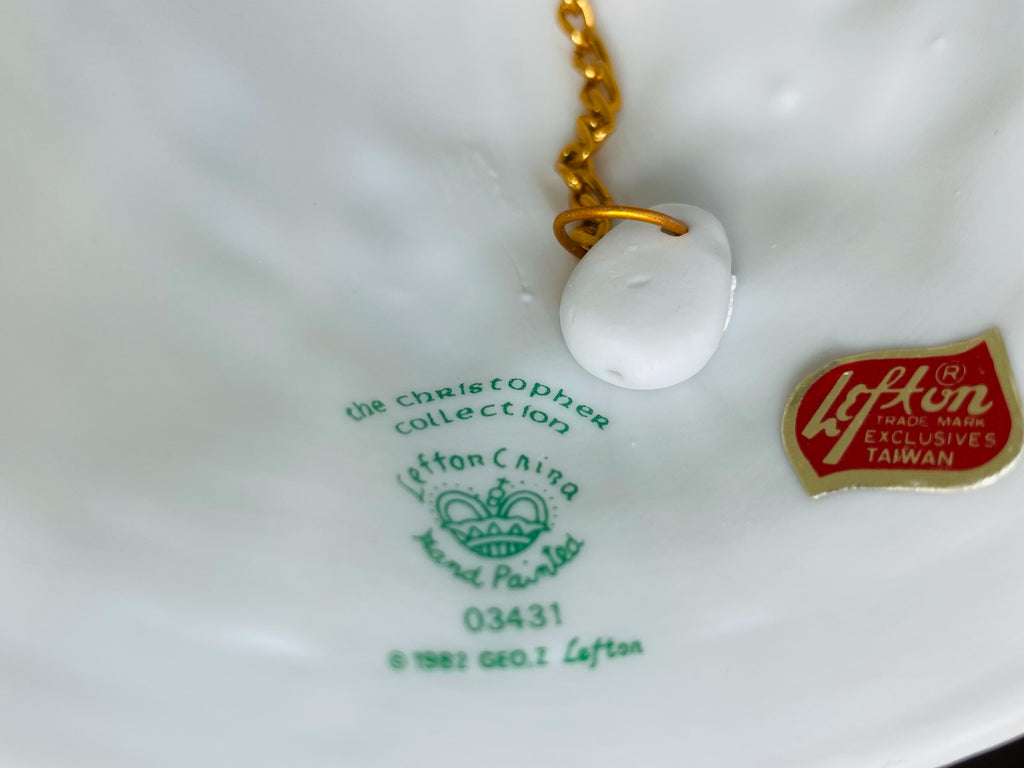 the christopher
collection
Lefton China
Hand Painted
03431
© 1982 GEO. Z Lefton
Lefton ®
TRADE MARK
EXCLUSIVES
TAIWAN